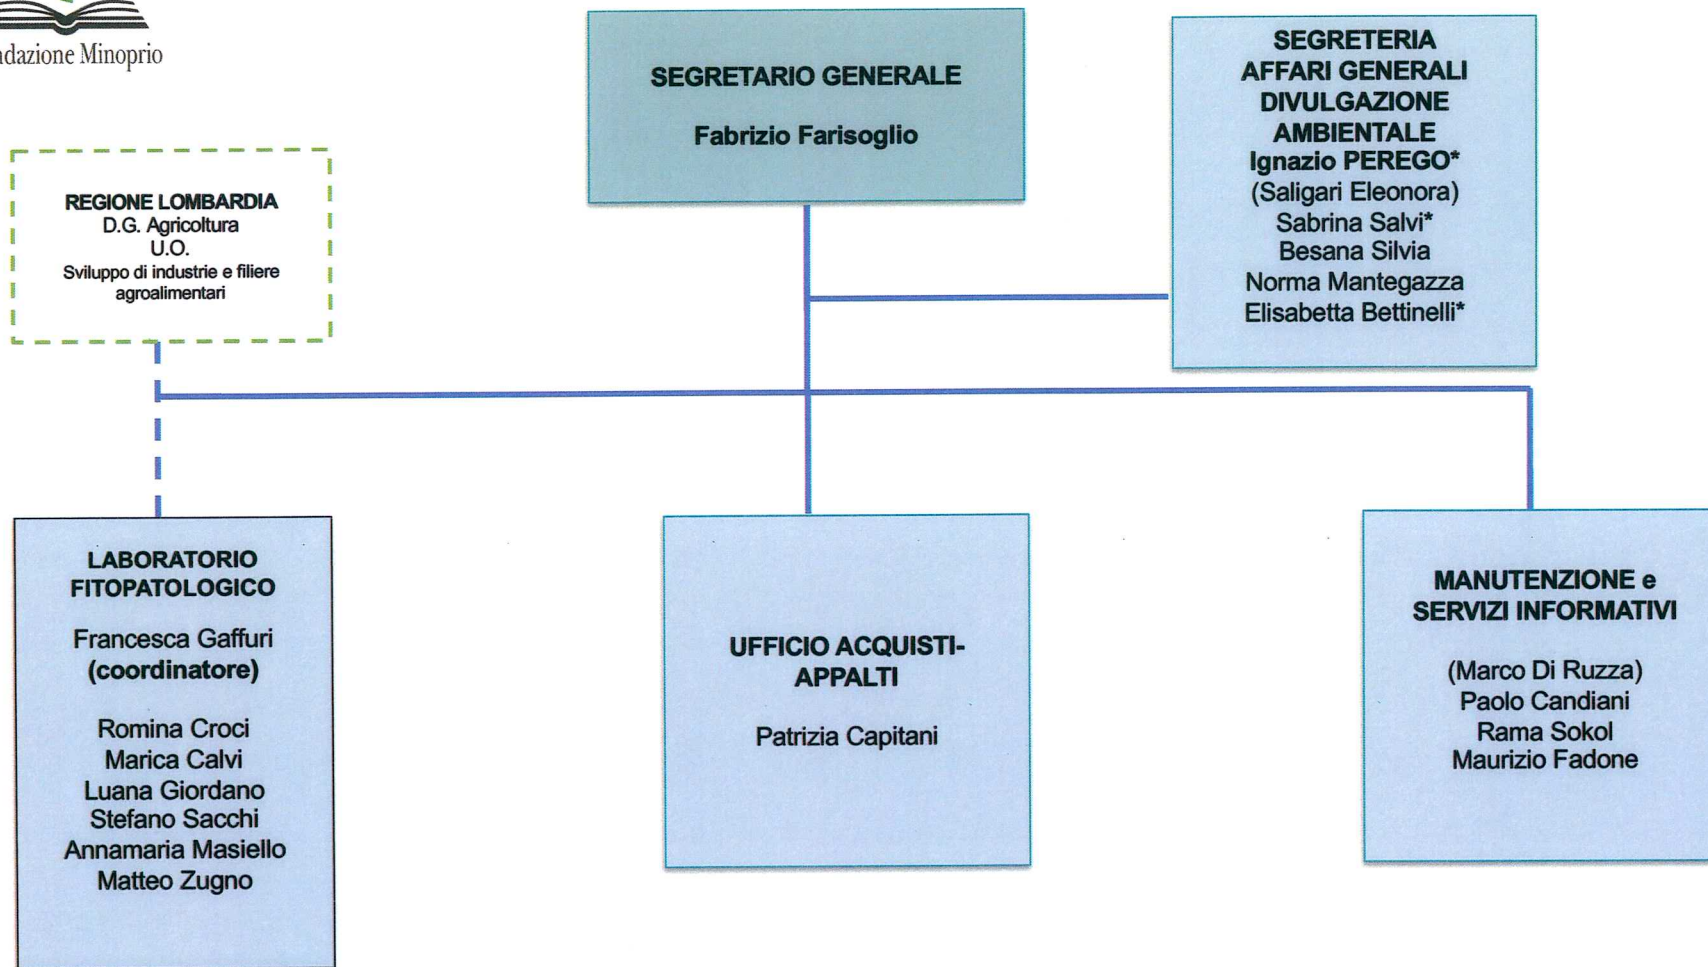 ndazione Minoprio
SEGRETARIO GENERALE
Fabrizio Farisoglio
SEGRETERIA
AFFARI GENERALI
DIVULGAZIONE
AMBIENTALE
Ignazio PEREGO*
(Saligari Eleonora)
Sabrina Salvi*
Besana Silvia
Norma Mantegazza
Elisabetta Bettinelli*
REGIONE LOMBARDIA
D.G. Agricoltura
U.O.
Sviluppo di industrie e filiere
agroalimentari
LABORATORIO
FITOPATOLOGICO
Francesca Gaffuri
(coordinatore)
Romina Croci
Marica Calvi
Luana Giordano
Stefano Sacchi
Annamaria Masiello
Matteo Zugno
UFFICIO ACQUISTI-
APPALTI
Patrizia Capitani
MANUTENZIONE e
SERVIZI INFORMATIVI
(Marco Di Ruzza)
Paolo Candiani
Rama Sokol
Maurizio Fadone